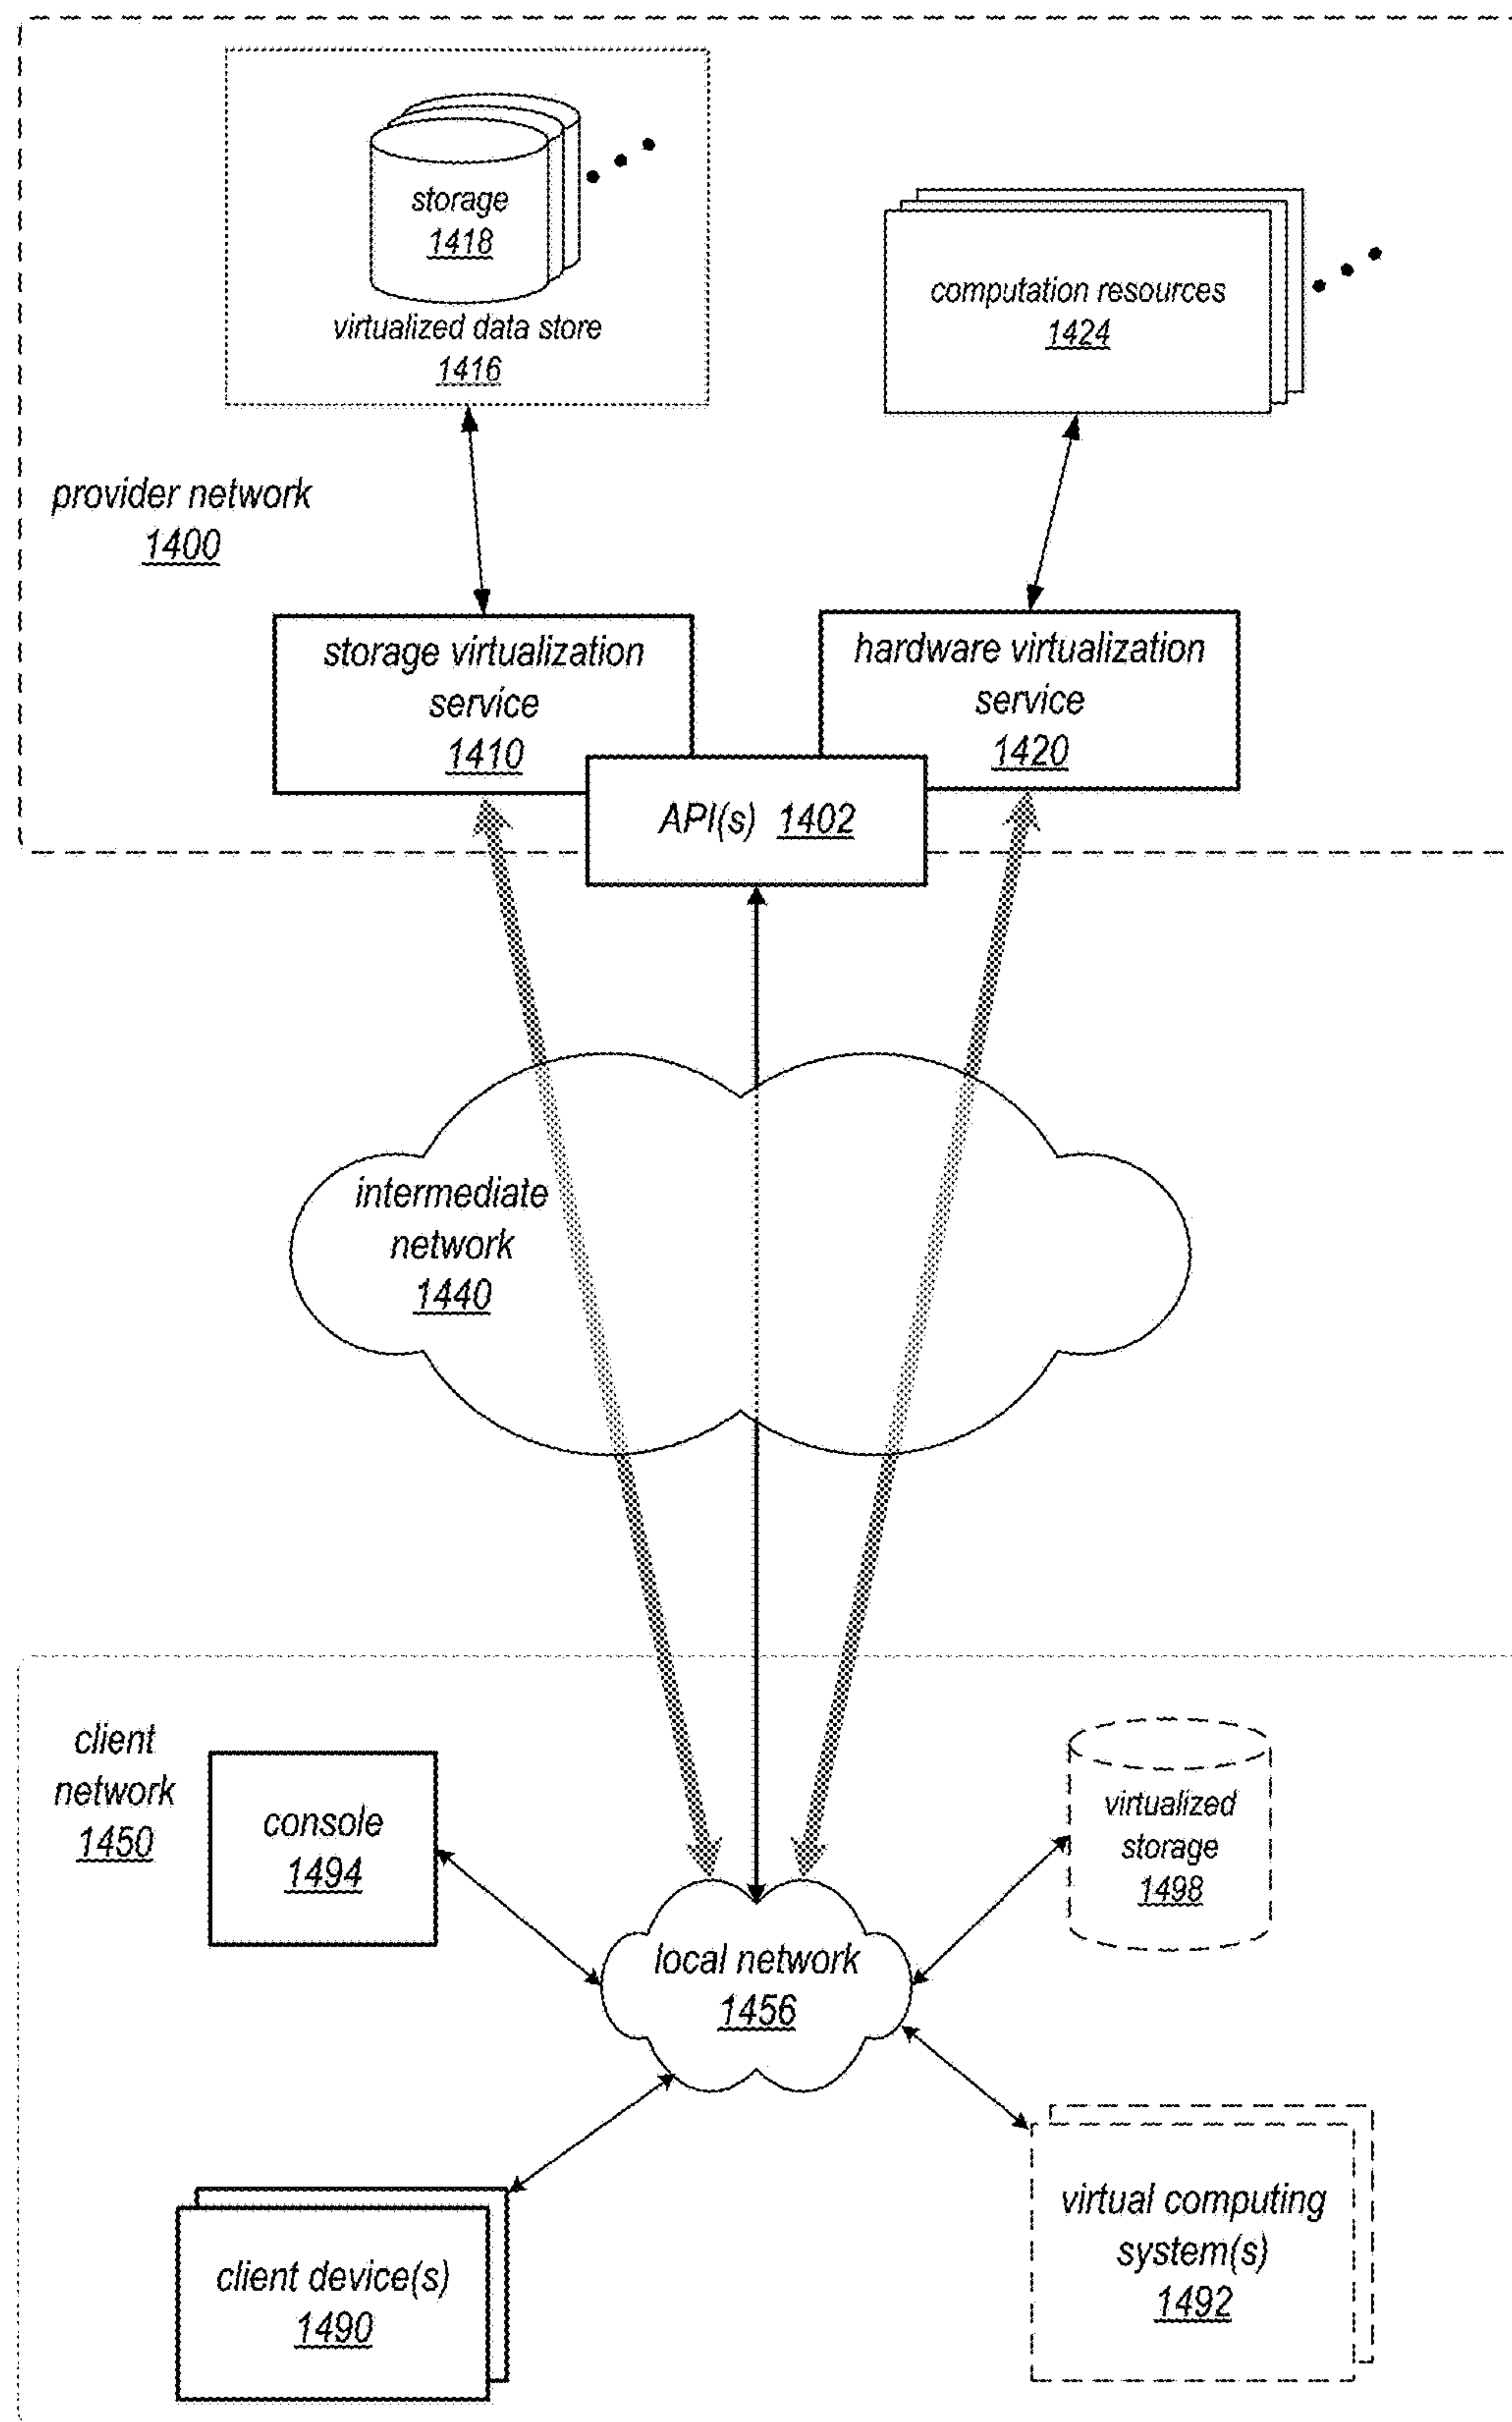 storage
1418
virtualized data store
1416
computation resources
1424
provider network
1400
storage virtualization
service
1410
hardware virtualization
service
1420
API(s) 1402
intermediate
network
1440
client
network
1450
console
1494
virtualized
storage
1498
local network
1456
client device(s)
1490
virtual computing
system(s)
1492